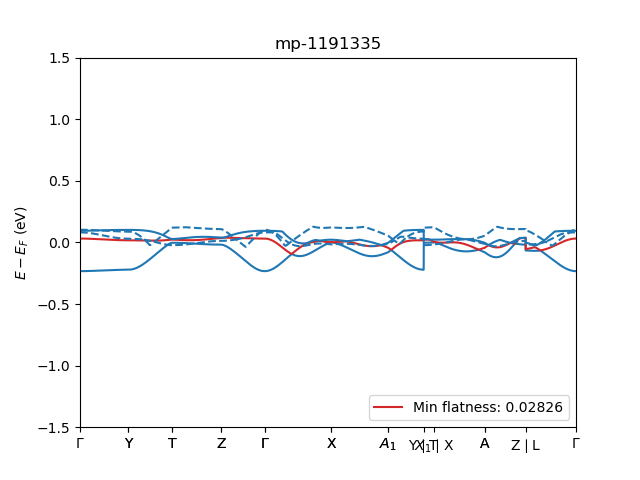 mp-1191335
1.5
1.0
0.5
0.0
−0.5
−1.0
−1.5
E − E_F (eV)
Min flatness: 0.02826
Γ Y T Z Γ X A₁ Y | X₁ T | X A Z | L Γ